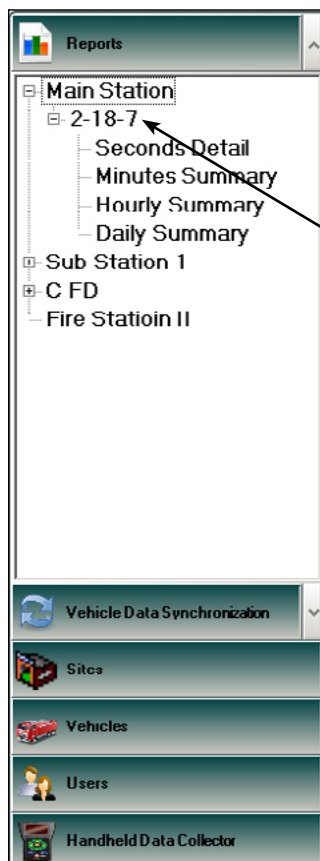 Reports
Main Station
2-18-7
Seconds Detail
Minutes Summary
Hourly Summary
Daily Summary
Sub Station 1
C FD
Fire Statioin II
Vehicle Data Synchronization
Sites
Vehicles
Users
Handheld Data Collector